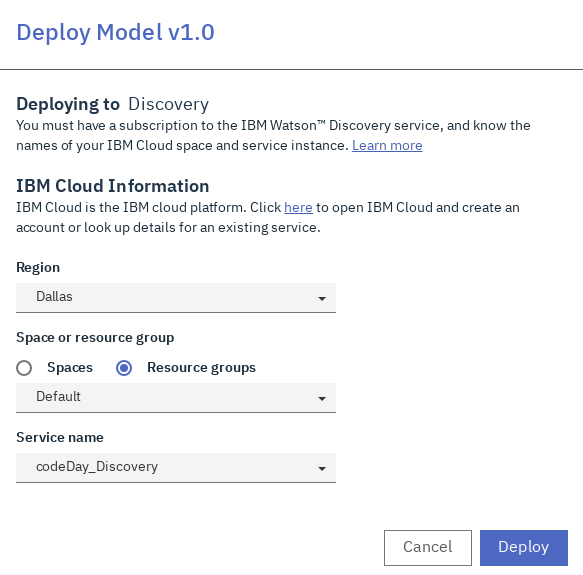 Deploy Model v1.0
Deploying to Discovery
You must have a subscription to the IBM Watson™ Discovery service, and know the
names of your IBM Cloud space and service instance. Learn more
IBM Cloud Information
IBM Cloud is the IBM cloud platform. Click here to open IBM Cloud and create an
account or look up details for an existing service.
Region
Dallas
Space or resource group
Spaces Resource groups
Default
Service name
codeDay_Discovery
Cancel Deploy